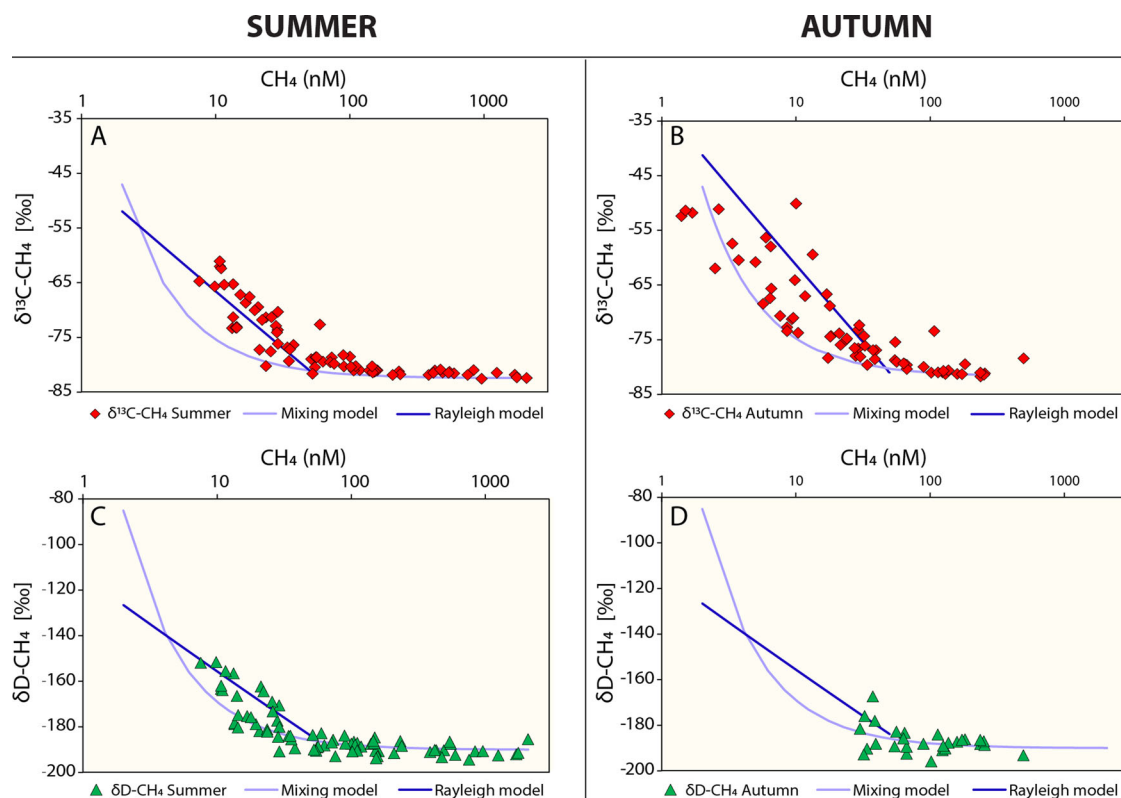 SUMMER
AUTUMN
CH₄ (nM)
1 10 100 1000
-35
-45
-55
-65
-75
-85
δ¹³C-CH₄ [‰]
A
δ¹³C-CH₄ Summer Mixing model Rayleigh model
CH₄ (nM)
1 10 100 1000
-35
-45
-55
-65
-75
-85
δ¹³C-CH₄ [‰]
B
δ¹³C-CH₄ Autumn Mixing model Rayleigh model
CH₄ (nM)
1 10 100 1000
-80
-100
-120
-140
-160
-180
-200
δD-CH₄ [‰]
C
δD-CH₄ Summer Mixing model Rayleigh model
CH₄ (nM)
1 10 100 1000
-80
-100
-120
-140
-160
-180
-200
δD-CH₄ [‰]
D
δD-CH₄ Autumn Mixing model Rayleigh model